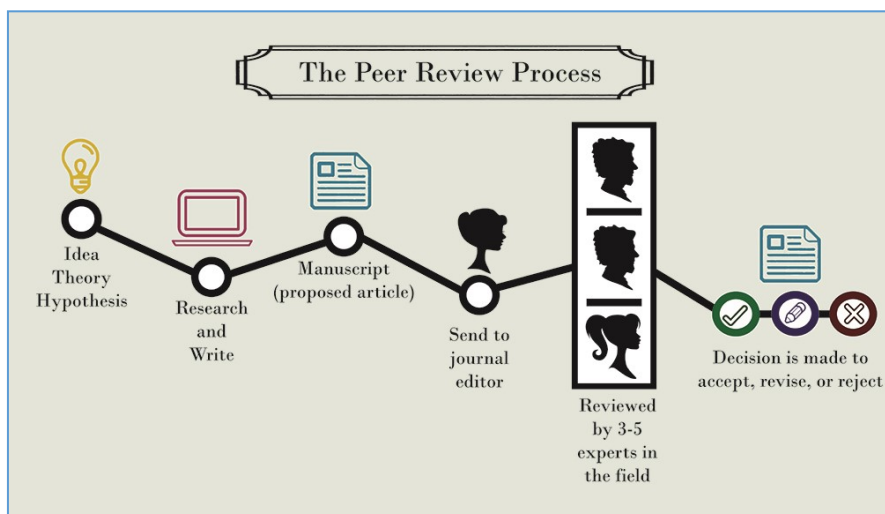 The Peer Review Process
Idea
Theory
Hypothesis
Research
and
Write
Manuscript
(proposed article)
Send to
journal
editor
Reviewed
by 3-5
experts in
the field
Decision is made to
accept, revise, or reject